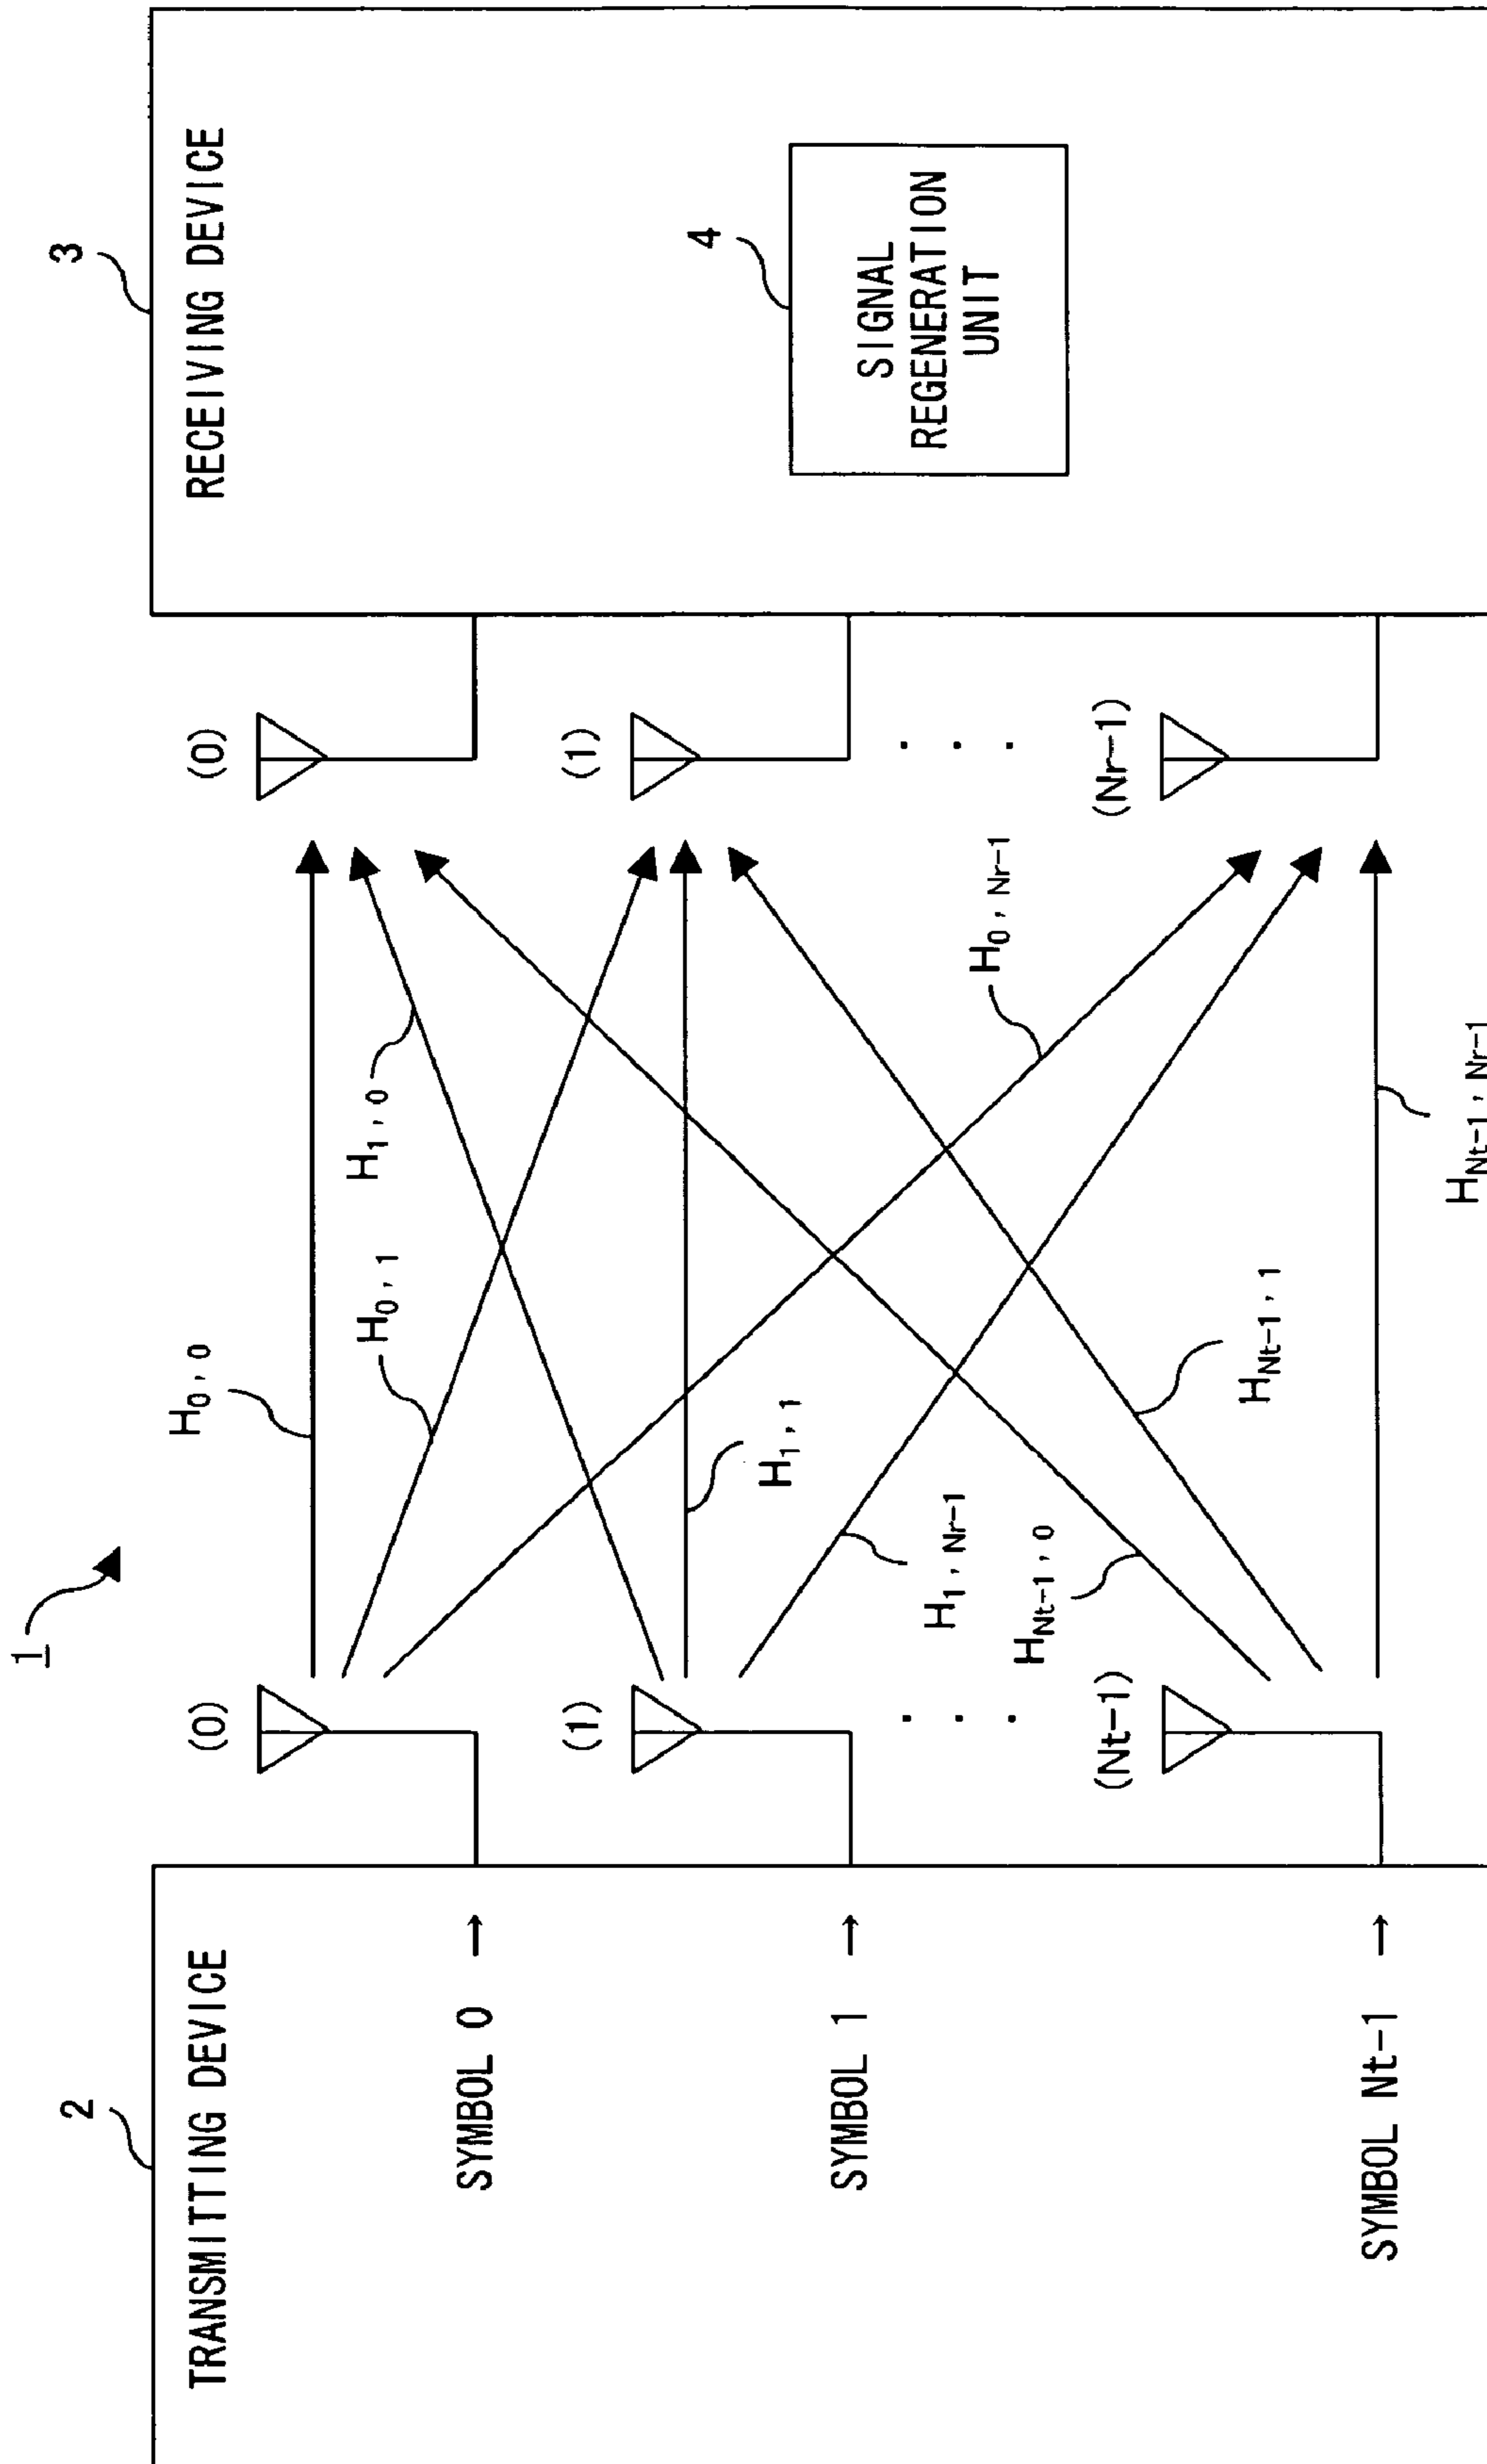 1
2
TRANSMITTING DEVICE
SYMBOL 0 →
SYMBOL 1 →
SYMBOL Nt-1 →
(0)
(1)
. . .
(Nt-1)
H0,0
H0,1
H1,0
H1,1
H1,Nr-1
HNt-1,0
H0,Nr-1
HNt-1,1
HNt-1,Nr-1
(0)
(1)
. . .
(Nr-1)
3
RECEIVING DEVICE
4
SIGNAL
REGENERATION
UNIT